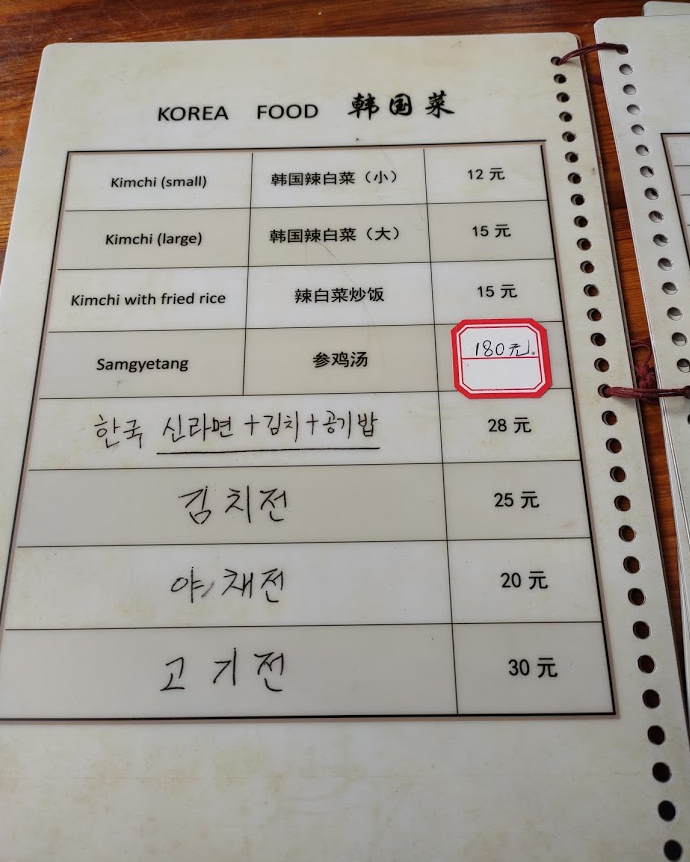 KOREA FOOD 韩国菜
Kimchi (small) 韩国辣白菜（小） 12 元
Kimchi (large) 韩国辣白菜（大） 15 元
Kimchi with fried rice 辣白菜炒饭 15 元
Samgyetang 参鸡汤 180元.
한국 신라면+김치+공기밥 28 元
김치전 25 元
야채전 20 元
고기전 30 元